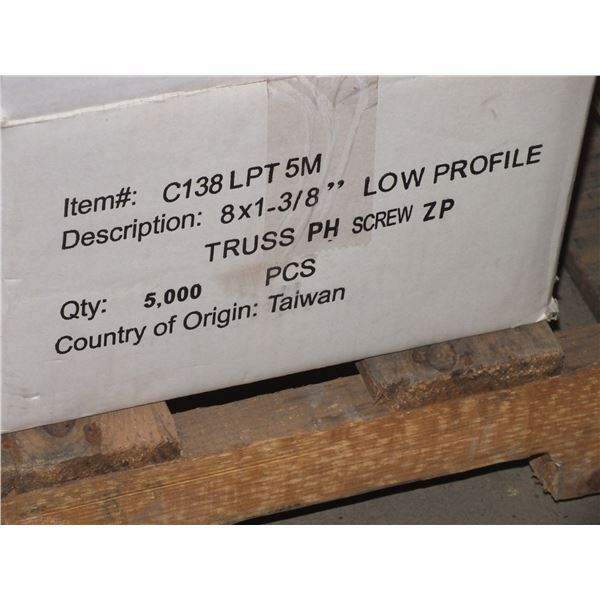 Item#: C138 LPT 5M
Description: 8x1-3/8” LOW PROFILE
TRUSS PH SCREW ZP
Qty: 5,000 PCS
Country of Origin: Taiwan